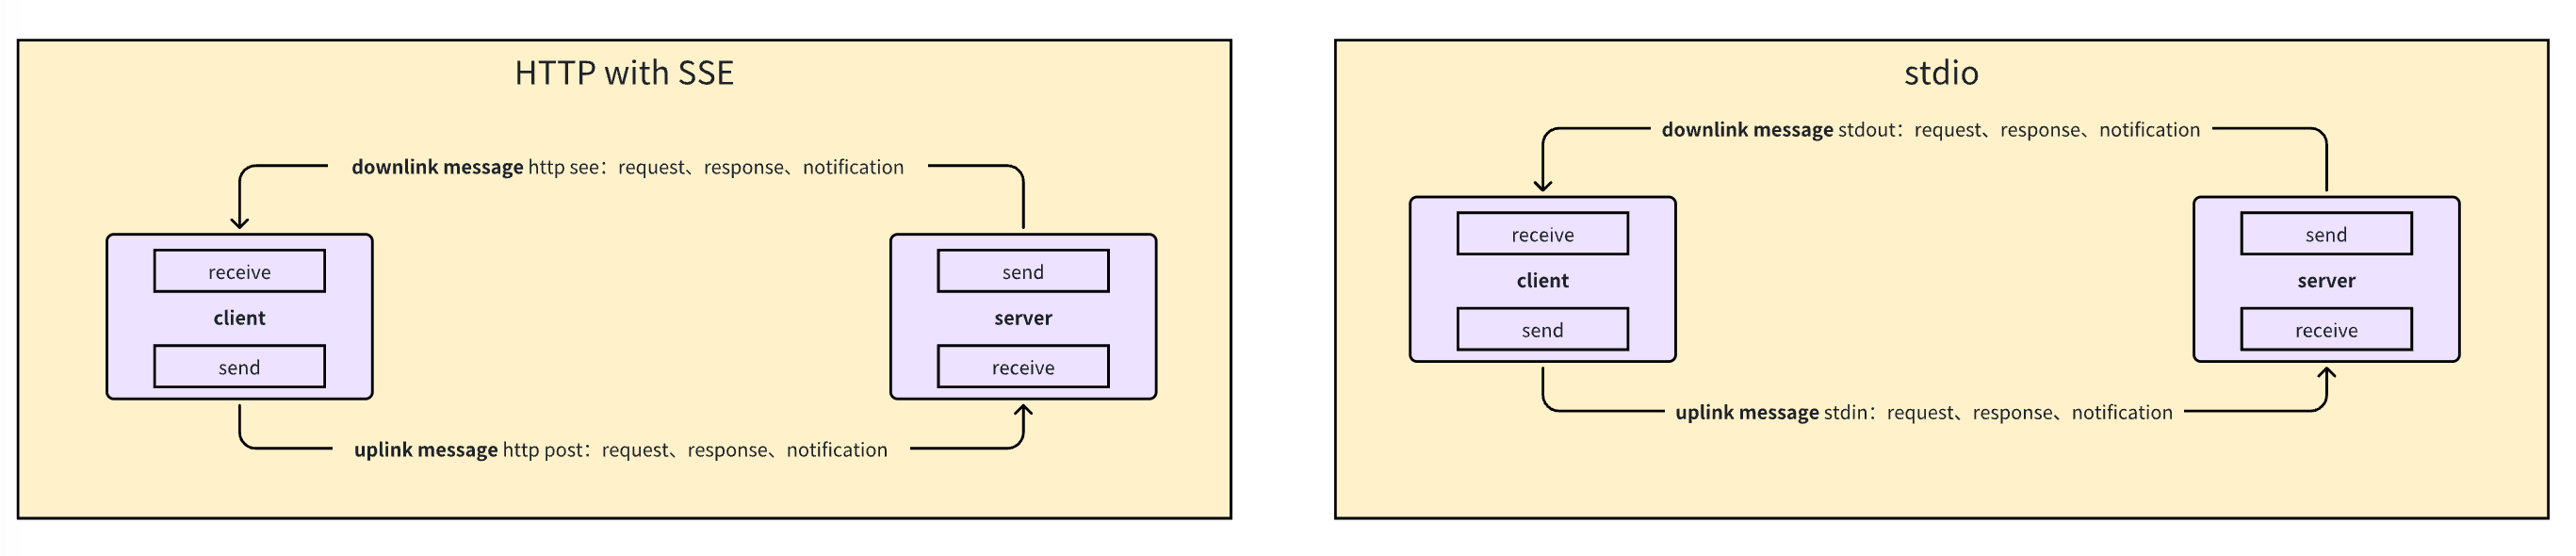 HTTP with SSE
downlink message http see：request、response、notification
receive
client
send
send
server
receive
uplink message http post：request、response、notification
stdio
downlink message stdout：request、response、notification
receive
client
send
send
server
receive
uplink message stdin：request、response、notification